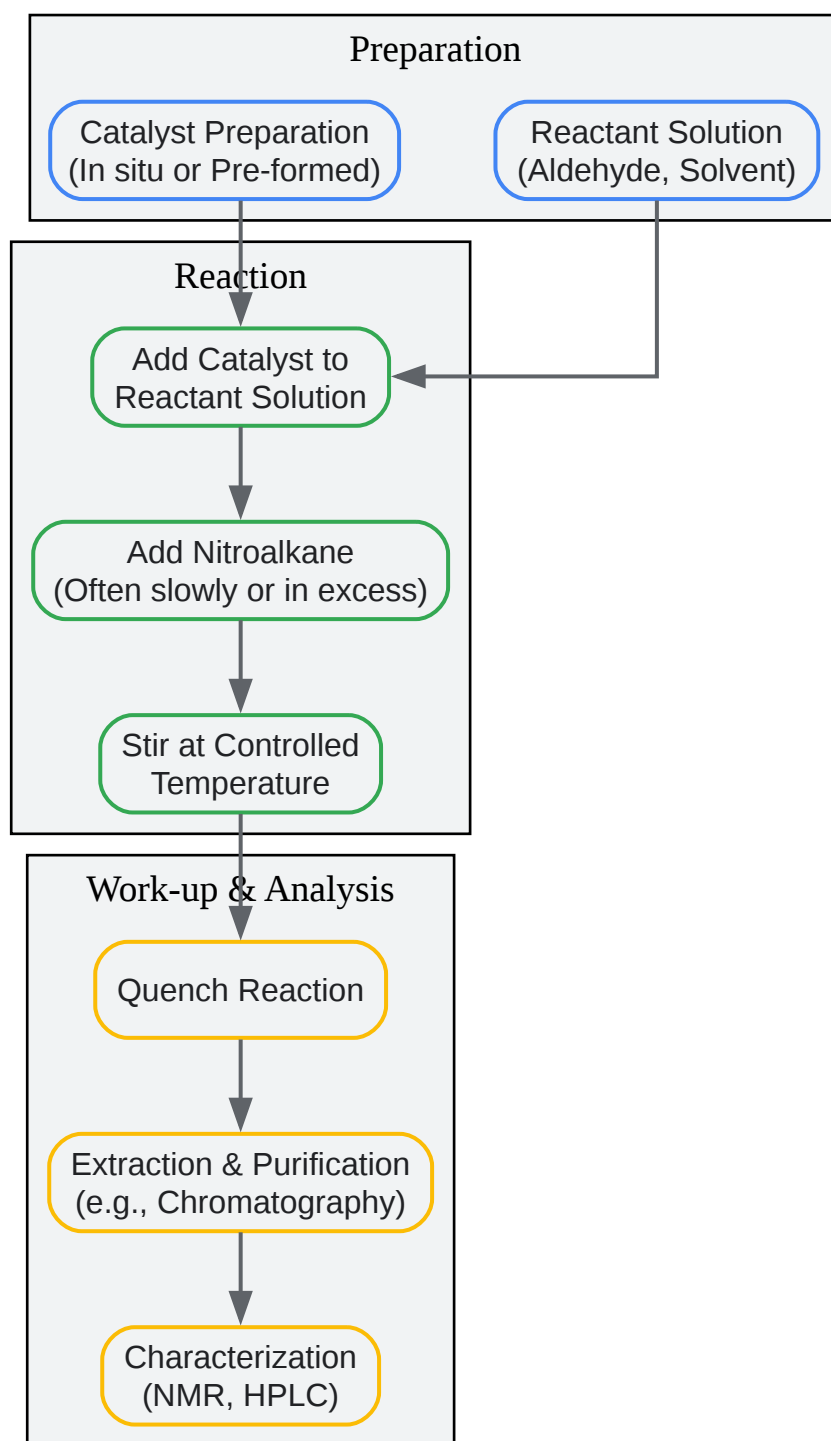 Preparation
Catalyst Preparation
(In situ or Pre-formed)
Reactant Solution
(Aldehyde, Solvent)
Reaction
Add Catalyst to
Reactant Solution
Add Nitroalkane
(Often slowly or in excess)
Stir at Controlled
Temperature
Work-up & Analysis
Quench Reaction
Extraction & Purification
(e.g., Chromatography)
Characterization
(NMR, HPLC)